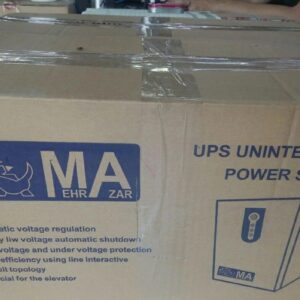 MA
EHR ZAR
UPS UNINTE
POWER S
atic voltage regulation
y liw voltage automatic shutdown
voltage and under voltage protection
efficiency using line interactive
ll topology
cial for the elevator
MA